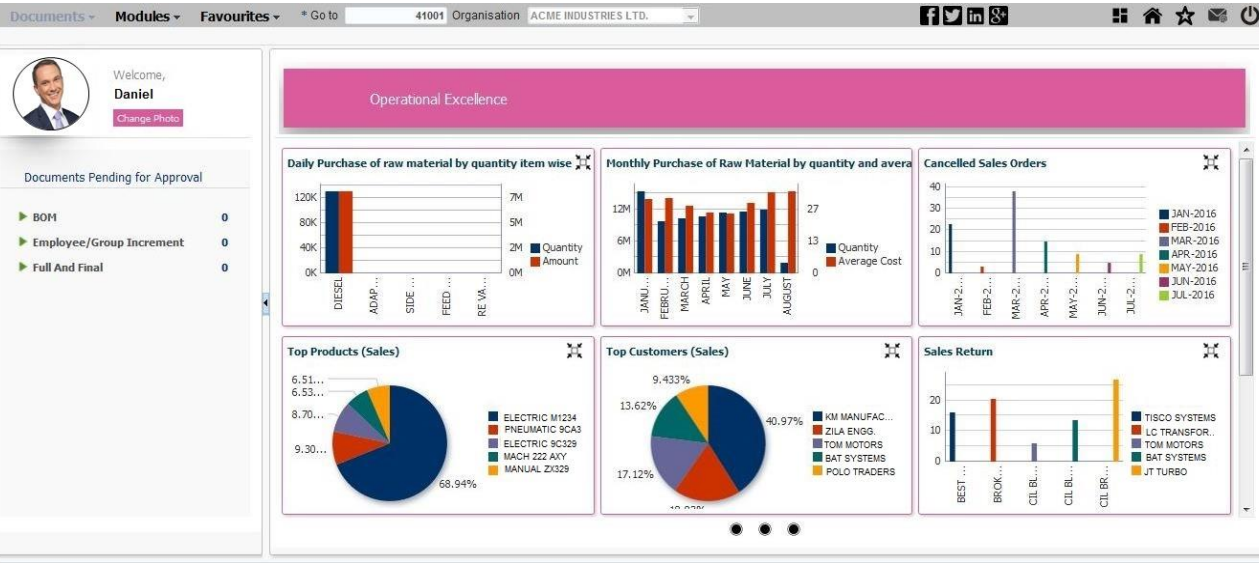 Documents Modules Favourites * Go to 41001 Organisation ACME INDUSTRIES LTD.
Welcome,
Daniel
Change Photo
Documents Pending for Approval
BOM 0
Employee/Group Increment 0
Full And Final 0
Operational Excellence
Daily Purchase of raw material by quantity item wise
120K
80K
40K
0K
7M
5M
2M
0M
Quantity
Amount
DIESEL
ADAP...
SIDE ...
FEED ...
RE VA...
Monthly Purchase of Raw Material by quantity and avera
12M
6M
0M
27
13
0
Quantity
Average Cost
JANU...
FEBRU...
MARCH
APRIL
MAY
JUNE
JULY
AUGUST
Cancelled Sales Orders
40
30
20
10
0
JAN-2...
FEB-2...
MAR-2...
APR-2...
MAY-2...
JUN-2...
JUL-2...
JAN-2016
FEB-2016
MAR-2016
APR-2016
MAY-2016
JUN-2016
JUL-2016
Top Products (Sales)
6.51...
6.53...
8.70...
9.30...
68.94%
ELECTRIC M1234
PNEUMATIC 9CA3
ELECTRIC 9C329
MACH 222 AXY
MANUAL ZX329
Top Customers (Sales)
9.433%
13.62%
40.97%
17.12%
KM MANUFAC...
ZILA ENGG.
TOM MOTORS
BAT SYSTEMS
POLO TRADERS
Sales Return
20
10
0
BEST ...
BROK...
CIL BL...
CIL BL...
CIL BR...
TISCO SYSTEMS
LC TRANSFOR..
TOM MOTORS
BAT SYSTEMS
JT TURBO